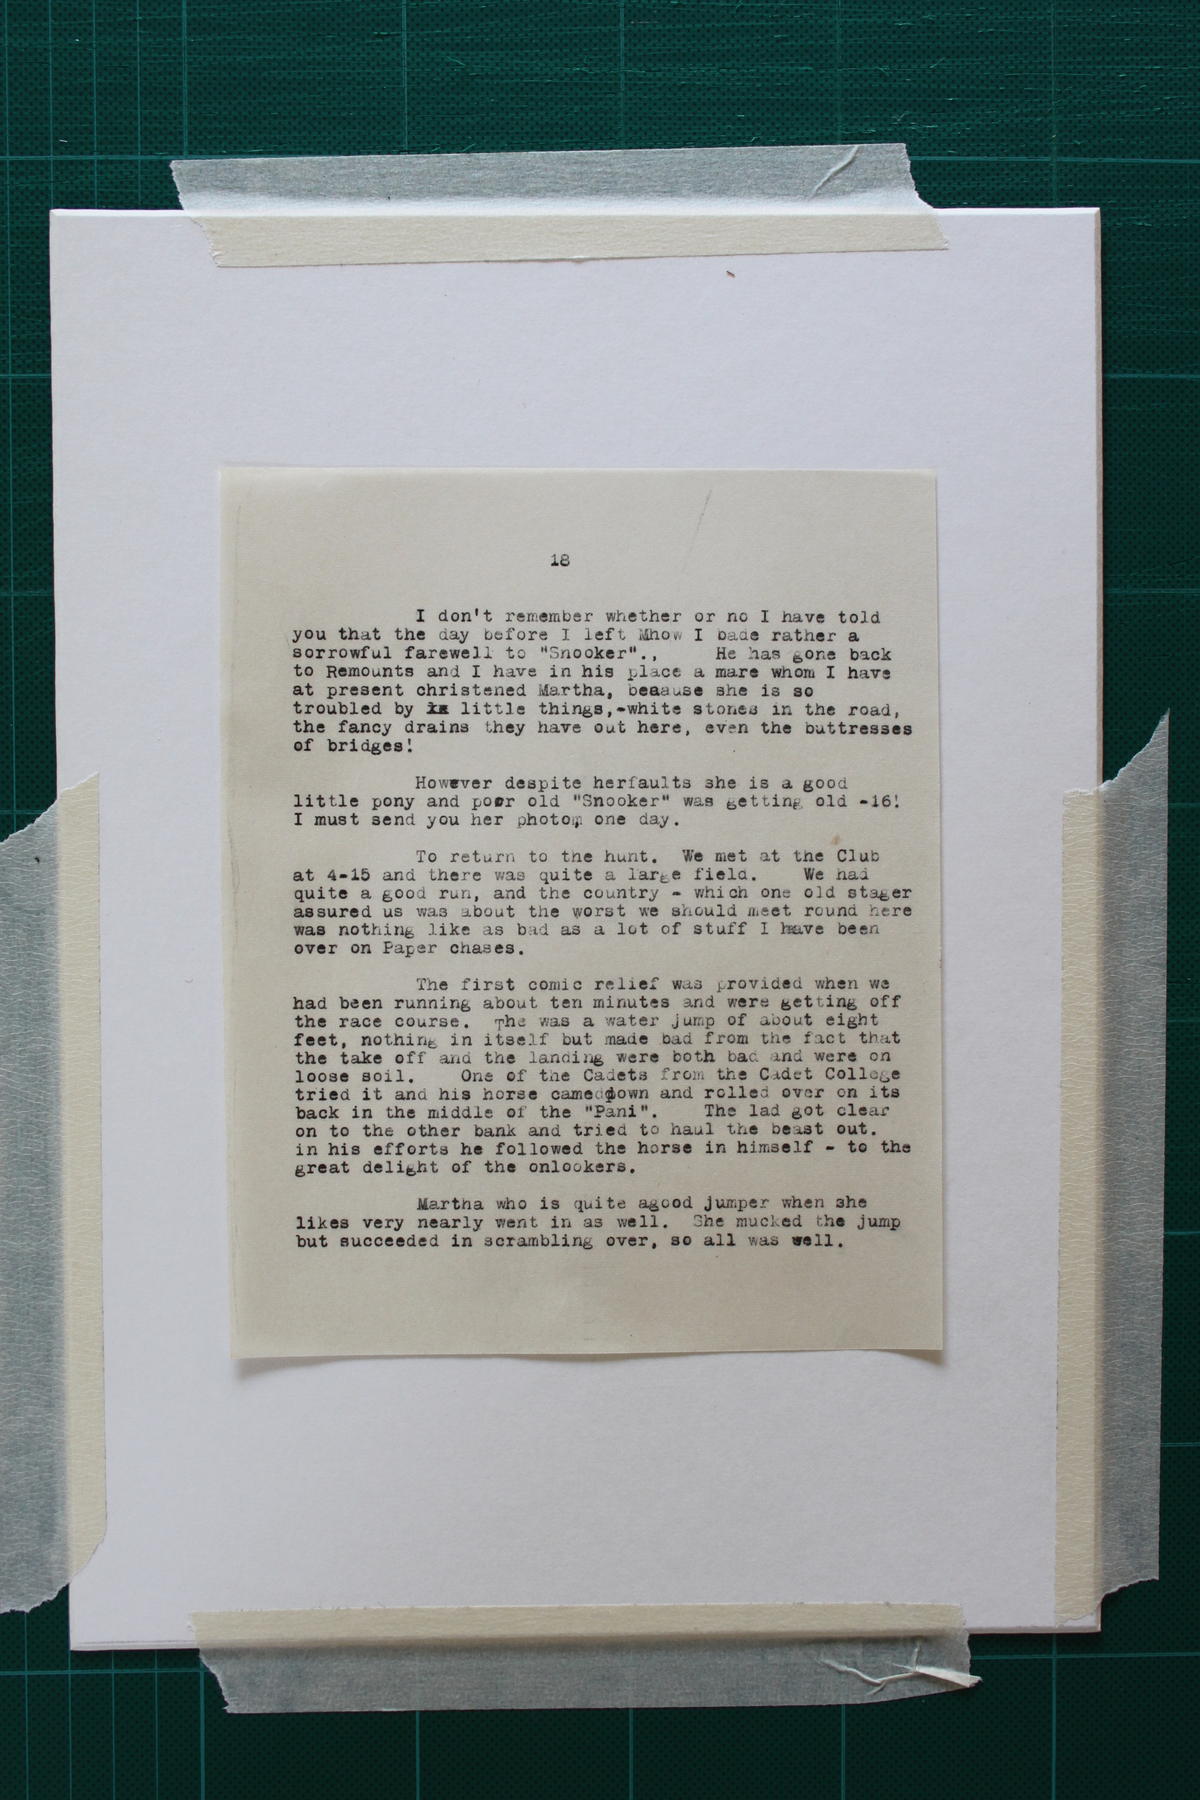 18
I don't remember whether or no I have told
you that the day before I left Mhow I bade rather a
sorrowful farewell to "Snooker"., He has gone back
to Remounts and I have in his place a mare whom I have
at present christened Martha, beaause she is so
troubled by little things,-white stones in the road,
the fancy drains they have out here, even the buttresses
of bridges!
However despite herfaults she is a good
little pony and poor old "Snooker" was getting old -16!
I must send you her photo, one day.
To return to the hunt. We met at the Club
at 4-15 and there was quite a large field. We had
quite a good run, and the country - which one old stager
assured us was about the worst we should meet round here
was nothing like as bad as a lot of stuff I have been
over on Paper chases.
The first comic relief was provided when we
had been running about ten minutes and were getting off
the race course. The was a water jump of about eight
feet, nothing in itself but made bad from the fact that
the take off and the landing were both bad and were on
loose soil. One of the Cadets from the Cadet College
tried it and his horse came down and rolled over on its
back in the middle of the "Pani". The lad got clear
on to the other bank and tried to haul the beast out.
in his efforts he followed the horse in himself - to the
great delight of the onlookers.
Martha who is quite agood jumper when she
likes very nearly went in as well. She mucked the jump
but succeeded in scrambling over, so all was well.